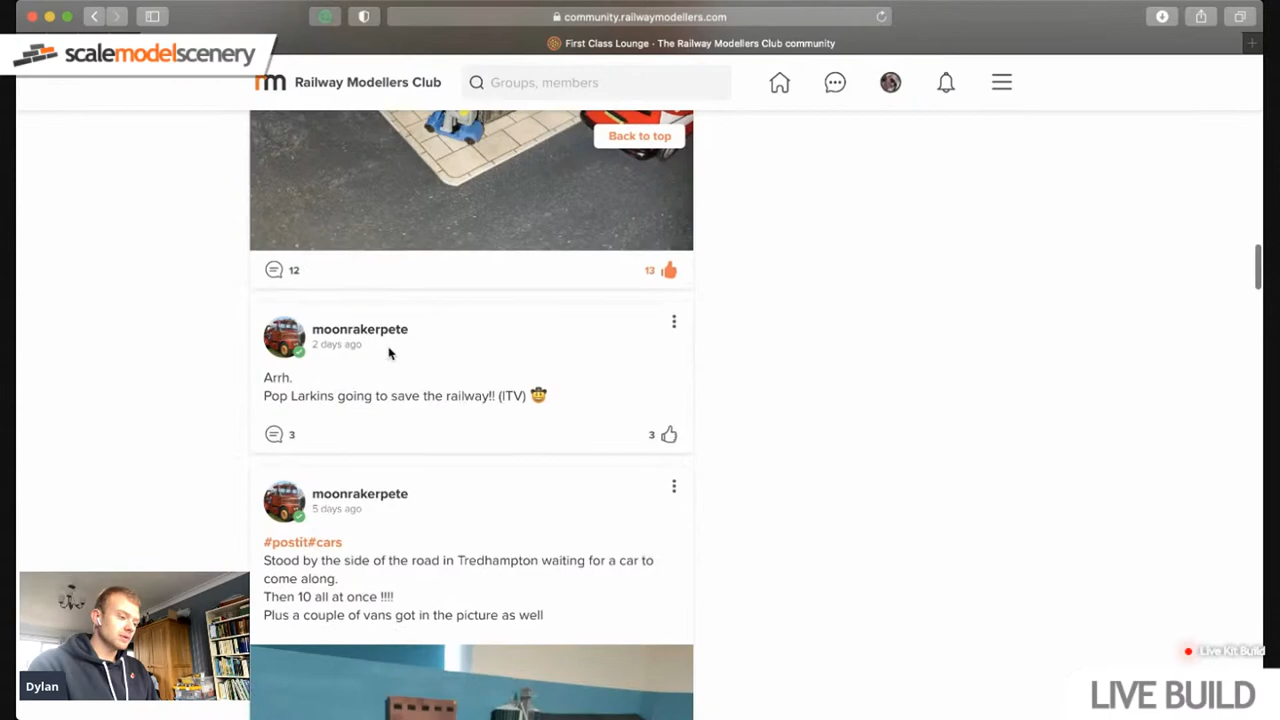 community.railwaymodellers.com
First Class Lounge · The Railway Modellers Club community
scalemodelscenery
rm Railway Modellers Club
Groups, members
Back to top
12
13
moonrakerpete
2 days ago
Arrh.
Pop Larkins going to save the railway!! (ITV) 🤠
3
3
moonrakerpete
5 days ago
#postit#cars
Stood by the side of the road in Tredhampton waiting for a car to
come along.
Then 10 all at once !!!!
Plus a couple of vans got in the picture as well
Dylan
Live Kit Build
LIVE BUILD